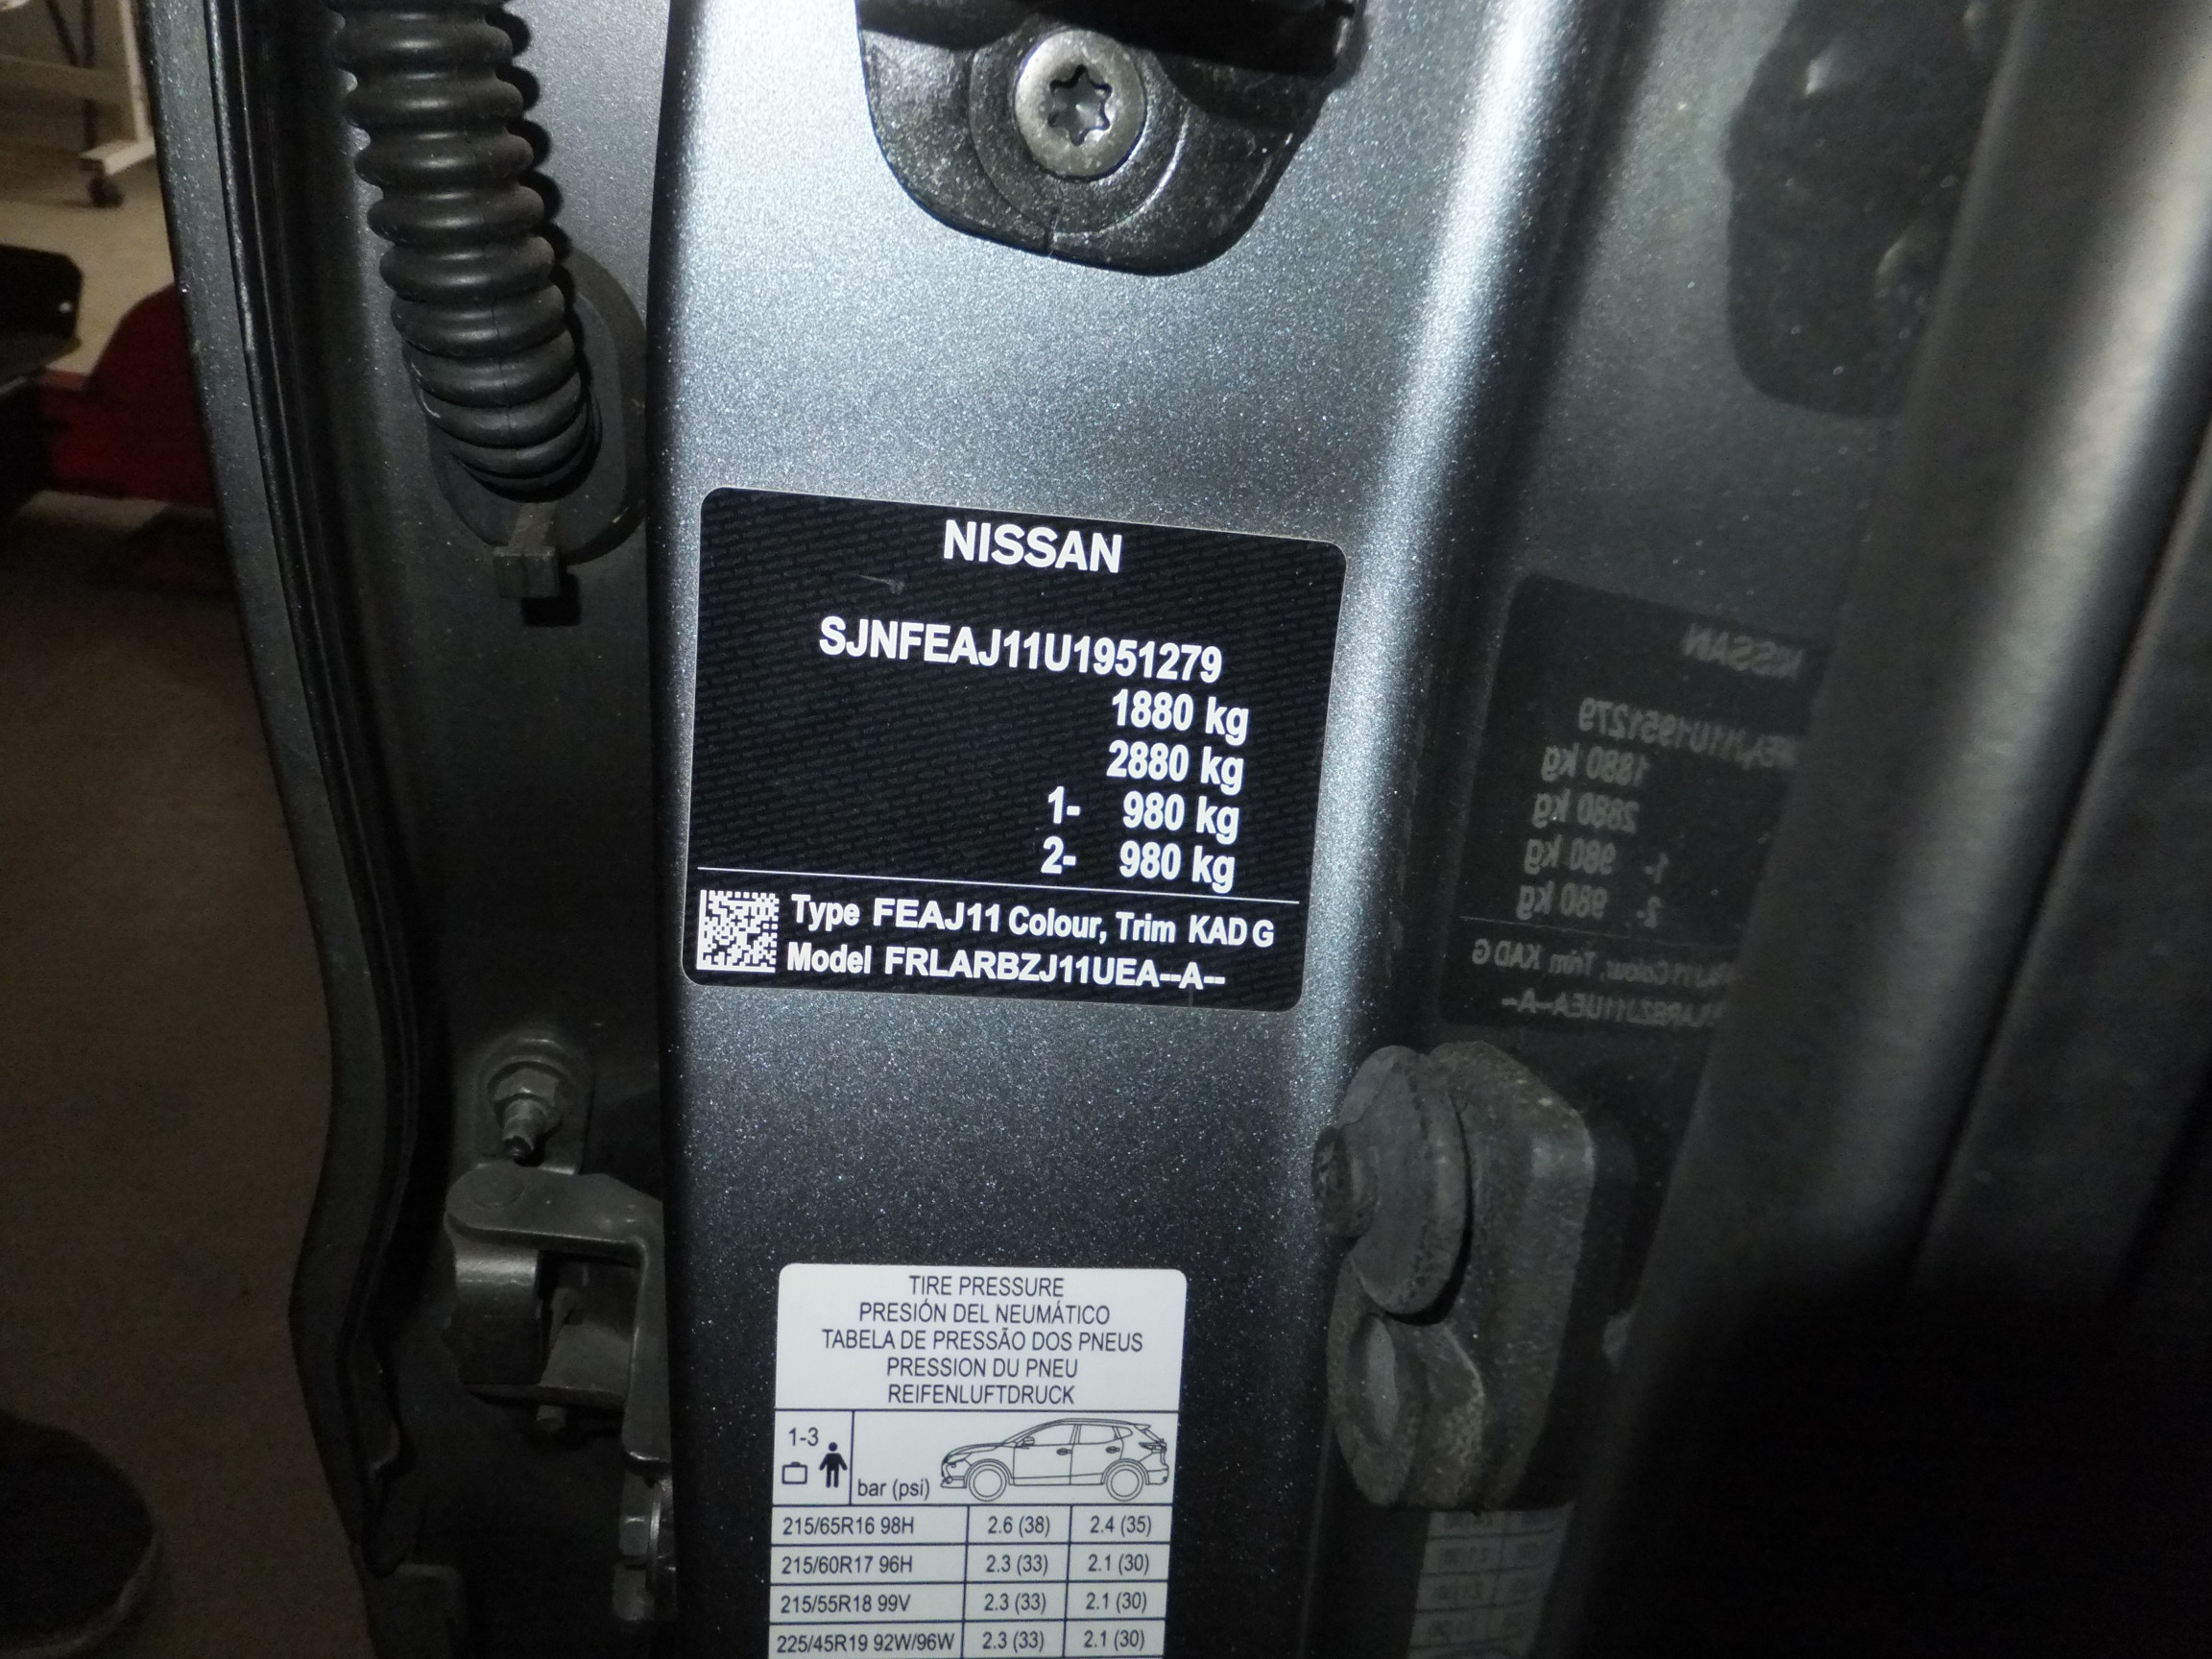 NISSAN
SJNFEAJ11U1951279
1880 kg
2880 kg
1- 980 kg
2- 980 kg
Type FEAJ11 Colour, Trim KAD G
Model FRLARBZJ11UEA--A--
TIRE PRESSURE
PRESIÓN DEL NEUMÁTICO
TABELA DE PRESSÃO DOS PNEUS
PRESSION DU PNEU
REIFENLUFTDRUCK
1-3
bar (psi)
215/65R16 98H 2.6 (38) 2.4 (35)
215/60R17 96H 2.3 (33) 2.1 (30)
215/55R18 99V 2.3 (33) 2.1 (30)
225/45R19 92W/96W 2.3 (33) 2.1 (30)